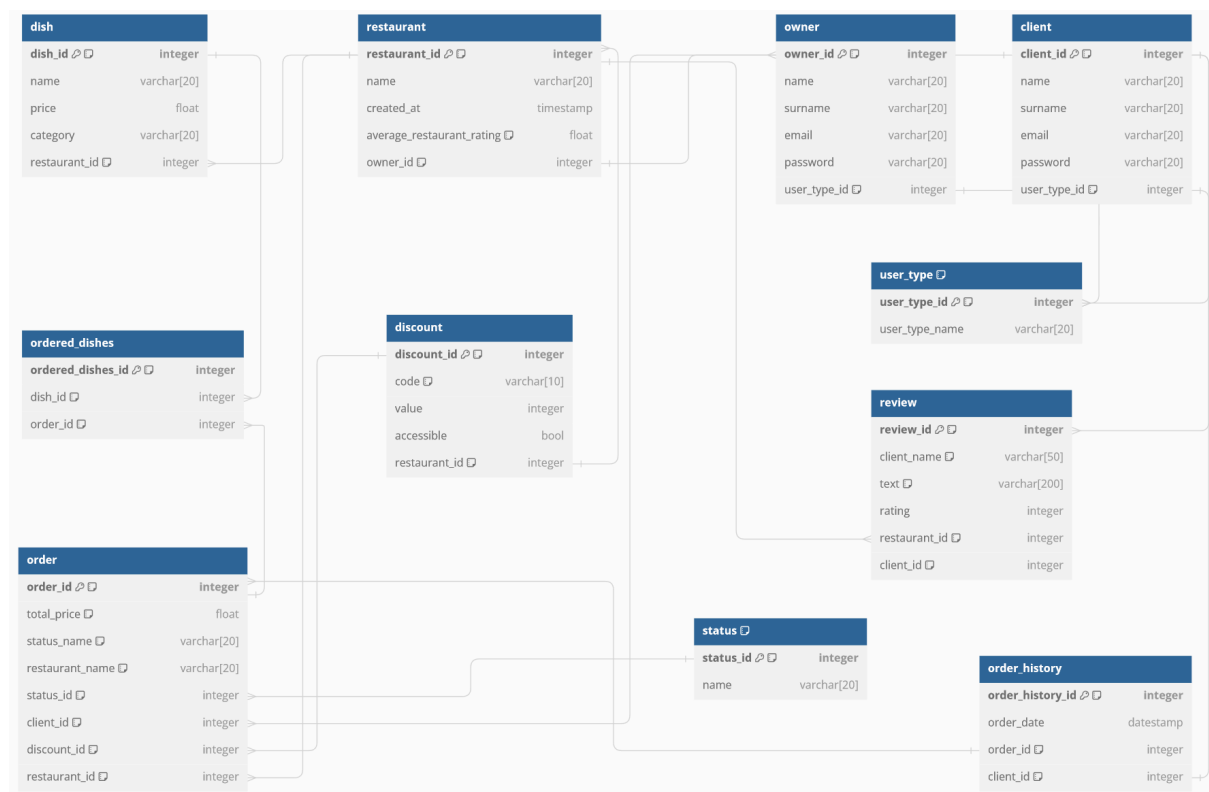 dish
dish_id integer
name varchar[20]
price float
category varchar[20]
restaurant_id integer
restaurant
restaurant_id integer
name varchar[20]
created_at timestamp
average_restaurant_rating float
owner_id integer
owner
owner_id integer
name varchar[20]
surname varchar[20]
email varchar[20]
password varchar[20]
user_type_id integer
client
client_id integer
name varchar[20]
surname varchar[20]
email varchar[20]
password varchar[20]
user_type_id integer
user_type
user_type_id integer
user_type_name varchar[20]
ordered_dishes
ordered_dishes_id integer
dish_id integer
order_id integer
discount
discount_id integer
code varchar[10]
value integer
accessible bool
restaurant_id integer
review
review_id integer
client_name varchar[50]
text varchar[200]
rating integer
restaurant_id integer
client_id integer
order
order_id integer
total_price float
status_name varchar[20]
restaurant_name varchar[20]
status_id integer
client_id integer
discount_id integer
restaurant_id integer
status
status_id integer
name varchar[20]
order_history
order_history_id integer
order_date datestamp
order_id integer
client_id integer